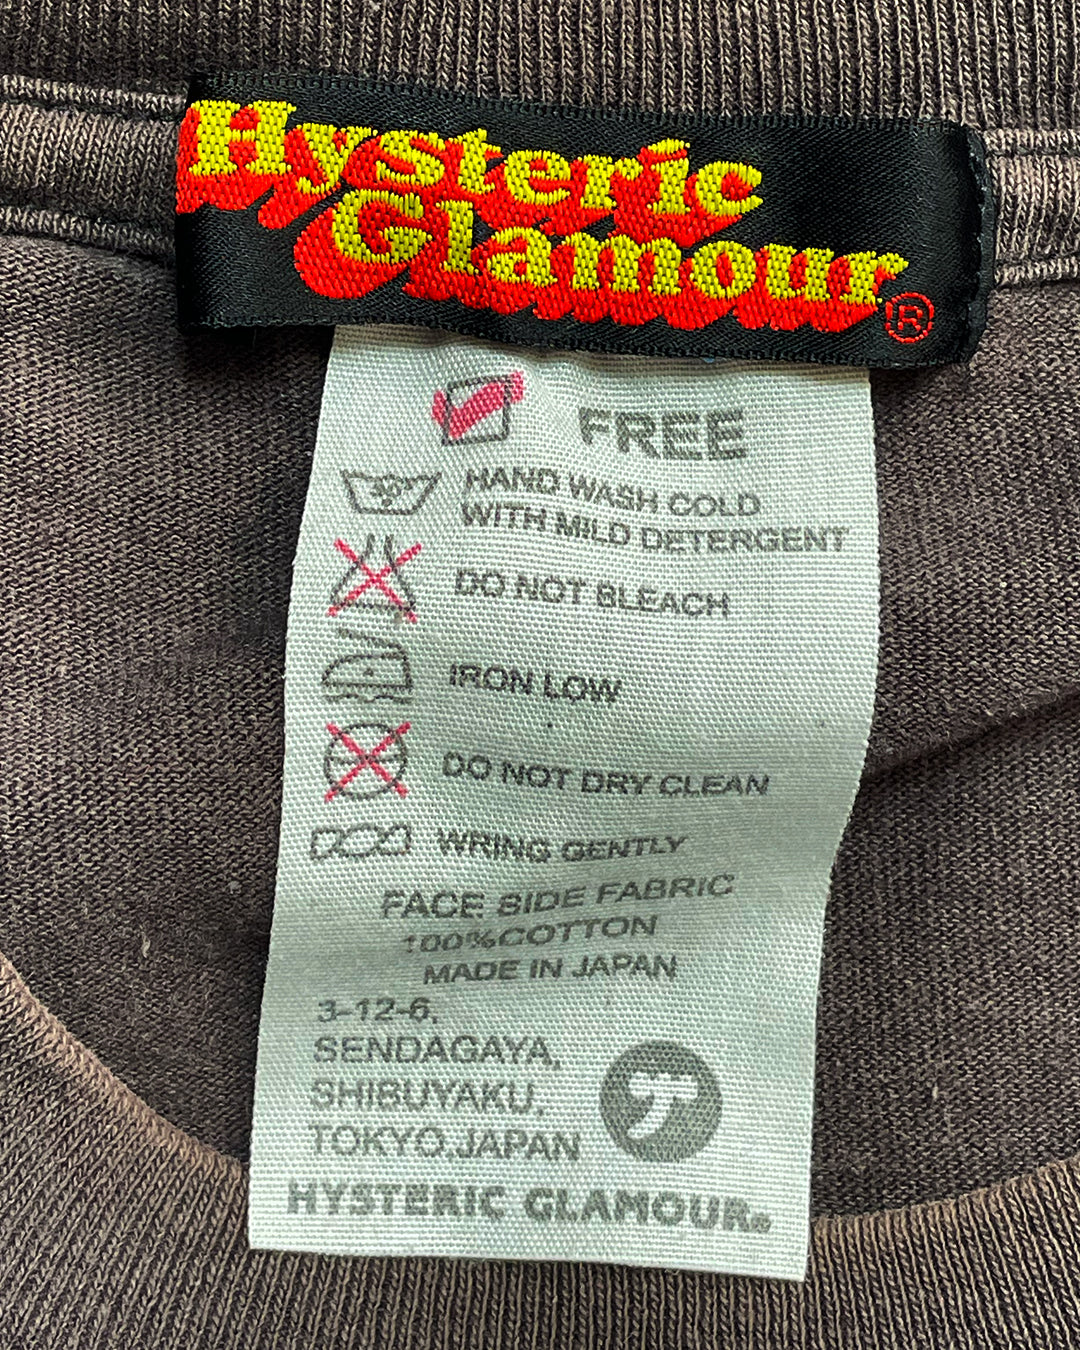 Hysteric
Glamour®
FREE
HAND WASH COLD
WITH MILD DETERGENT
DO NOT BLEACH
IRON LOW
DO NOT DRY CLEAN
WRING GENTLY
FACE SIDE FABRIC
100%COTTON
MADE IN JAPAN
3-12-6,
SENDAGAYA,
SHIBUYAKU,
TOKYO,JAPAN
HYSTERIC GLAMOUR®